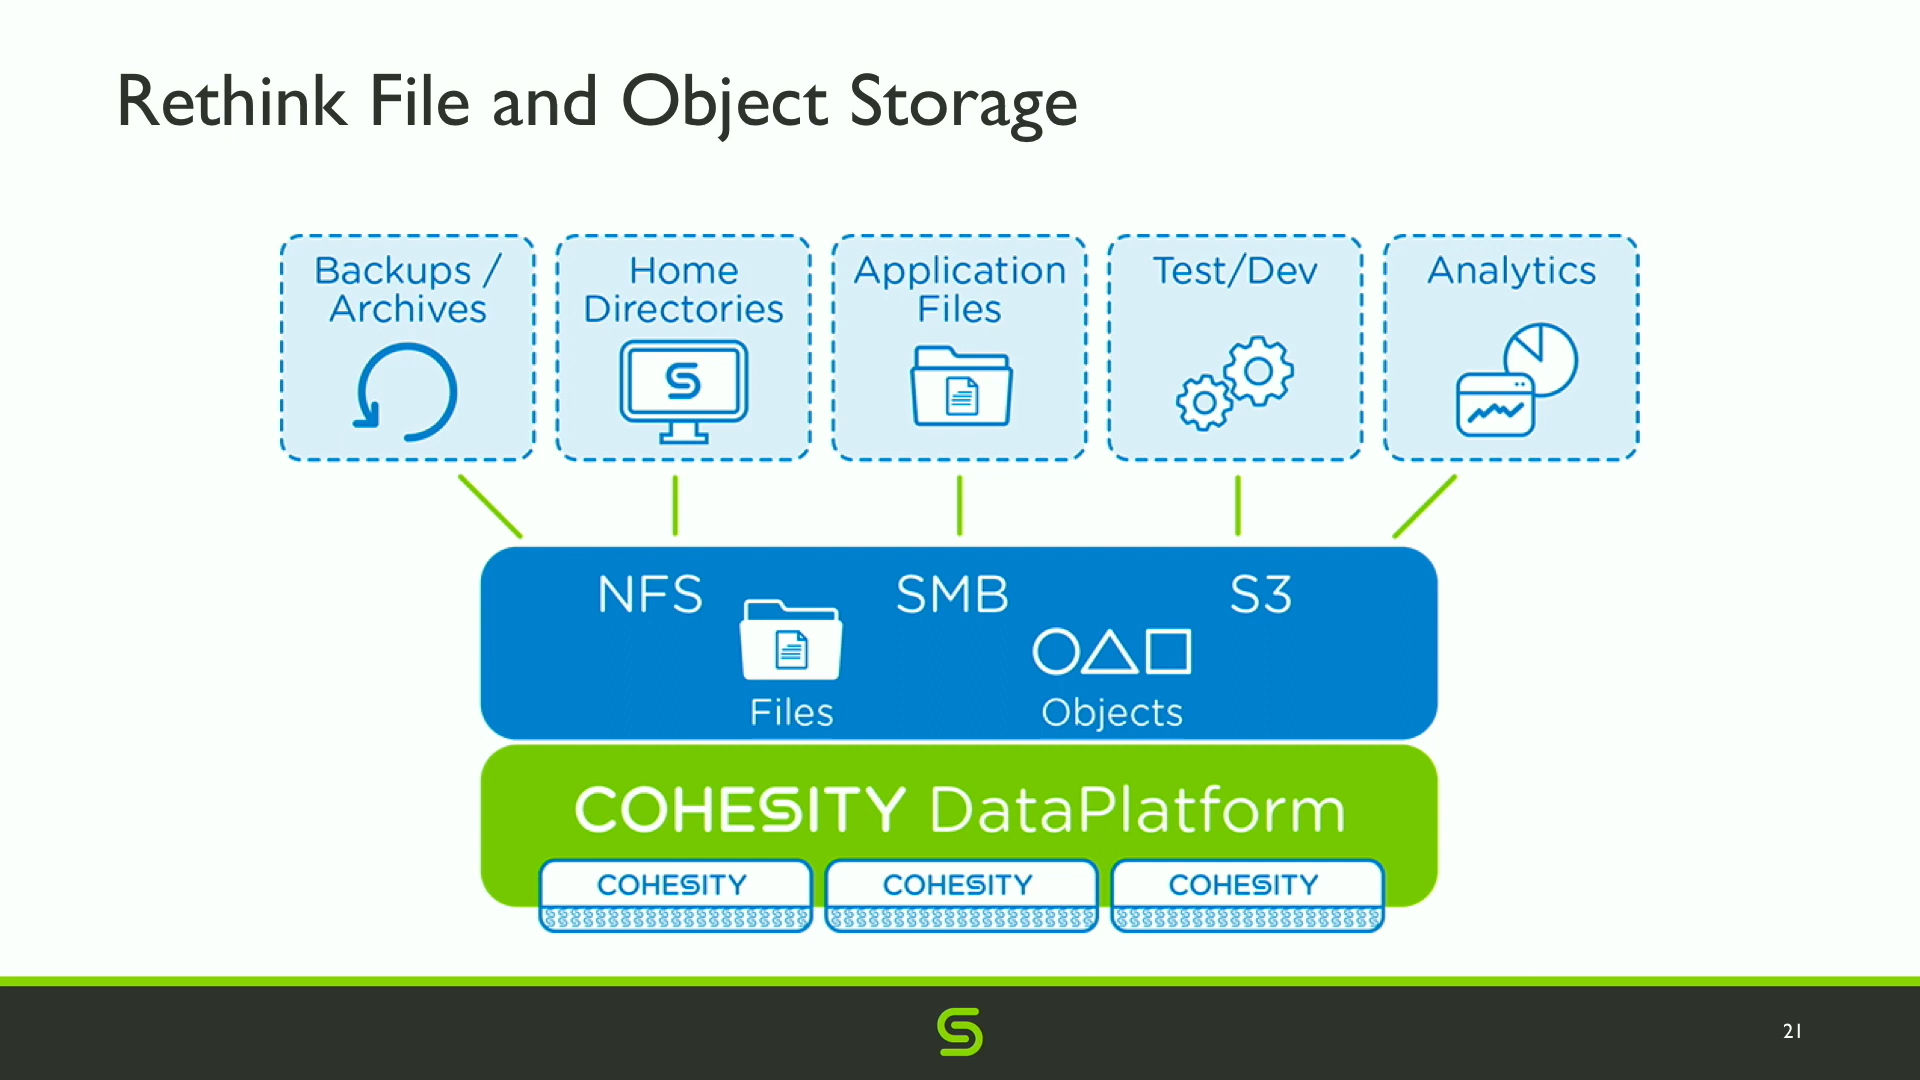 Rethink File and Object Storage
Backups /
Archives
Home
Directories
Application
Files
Test/Dev
Analytics
NFS
SMB
S3
Files
Objects
COHESITY DataPlatform
COHESITY
COHESITY
COHESITY
21